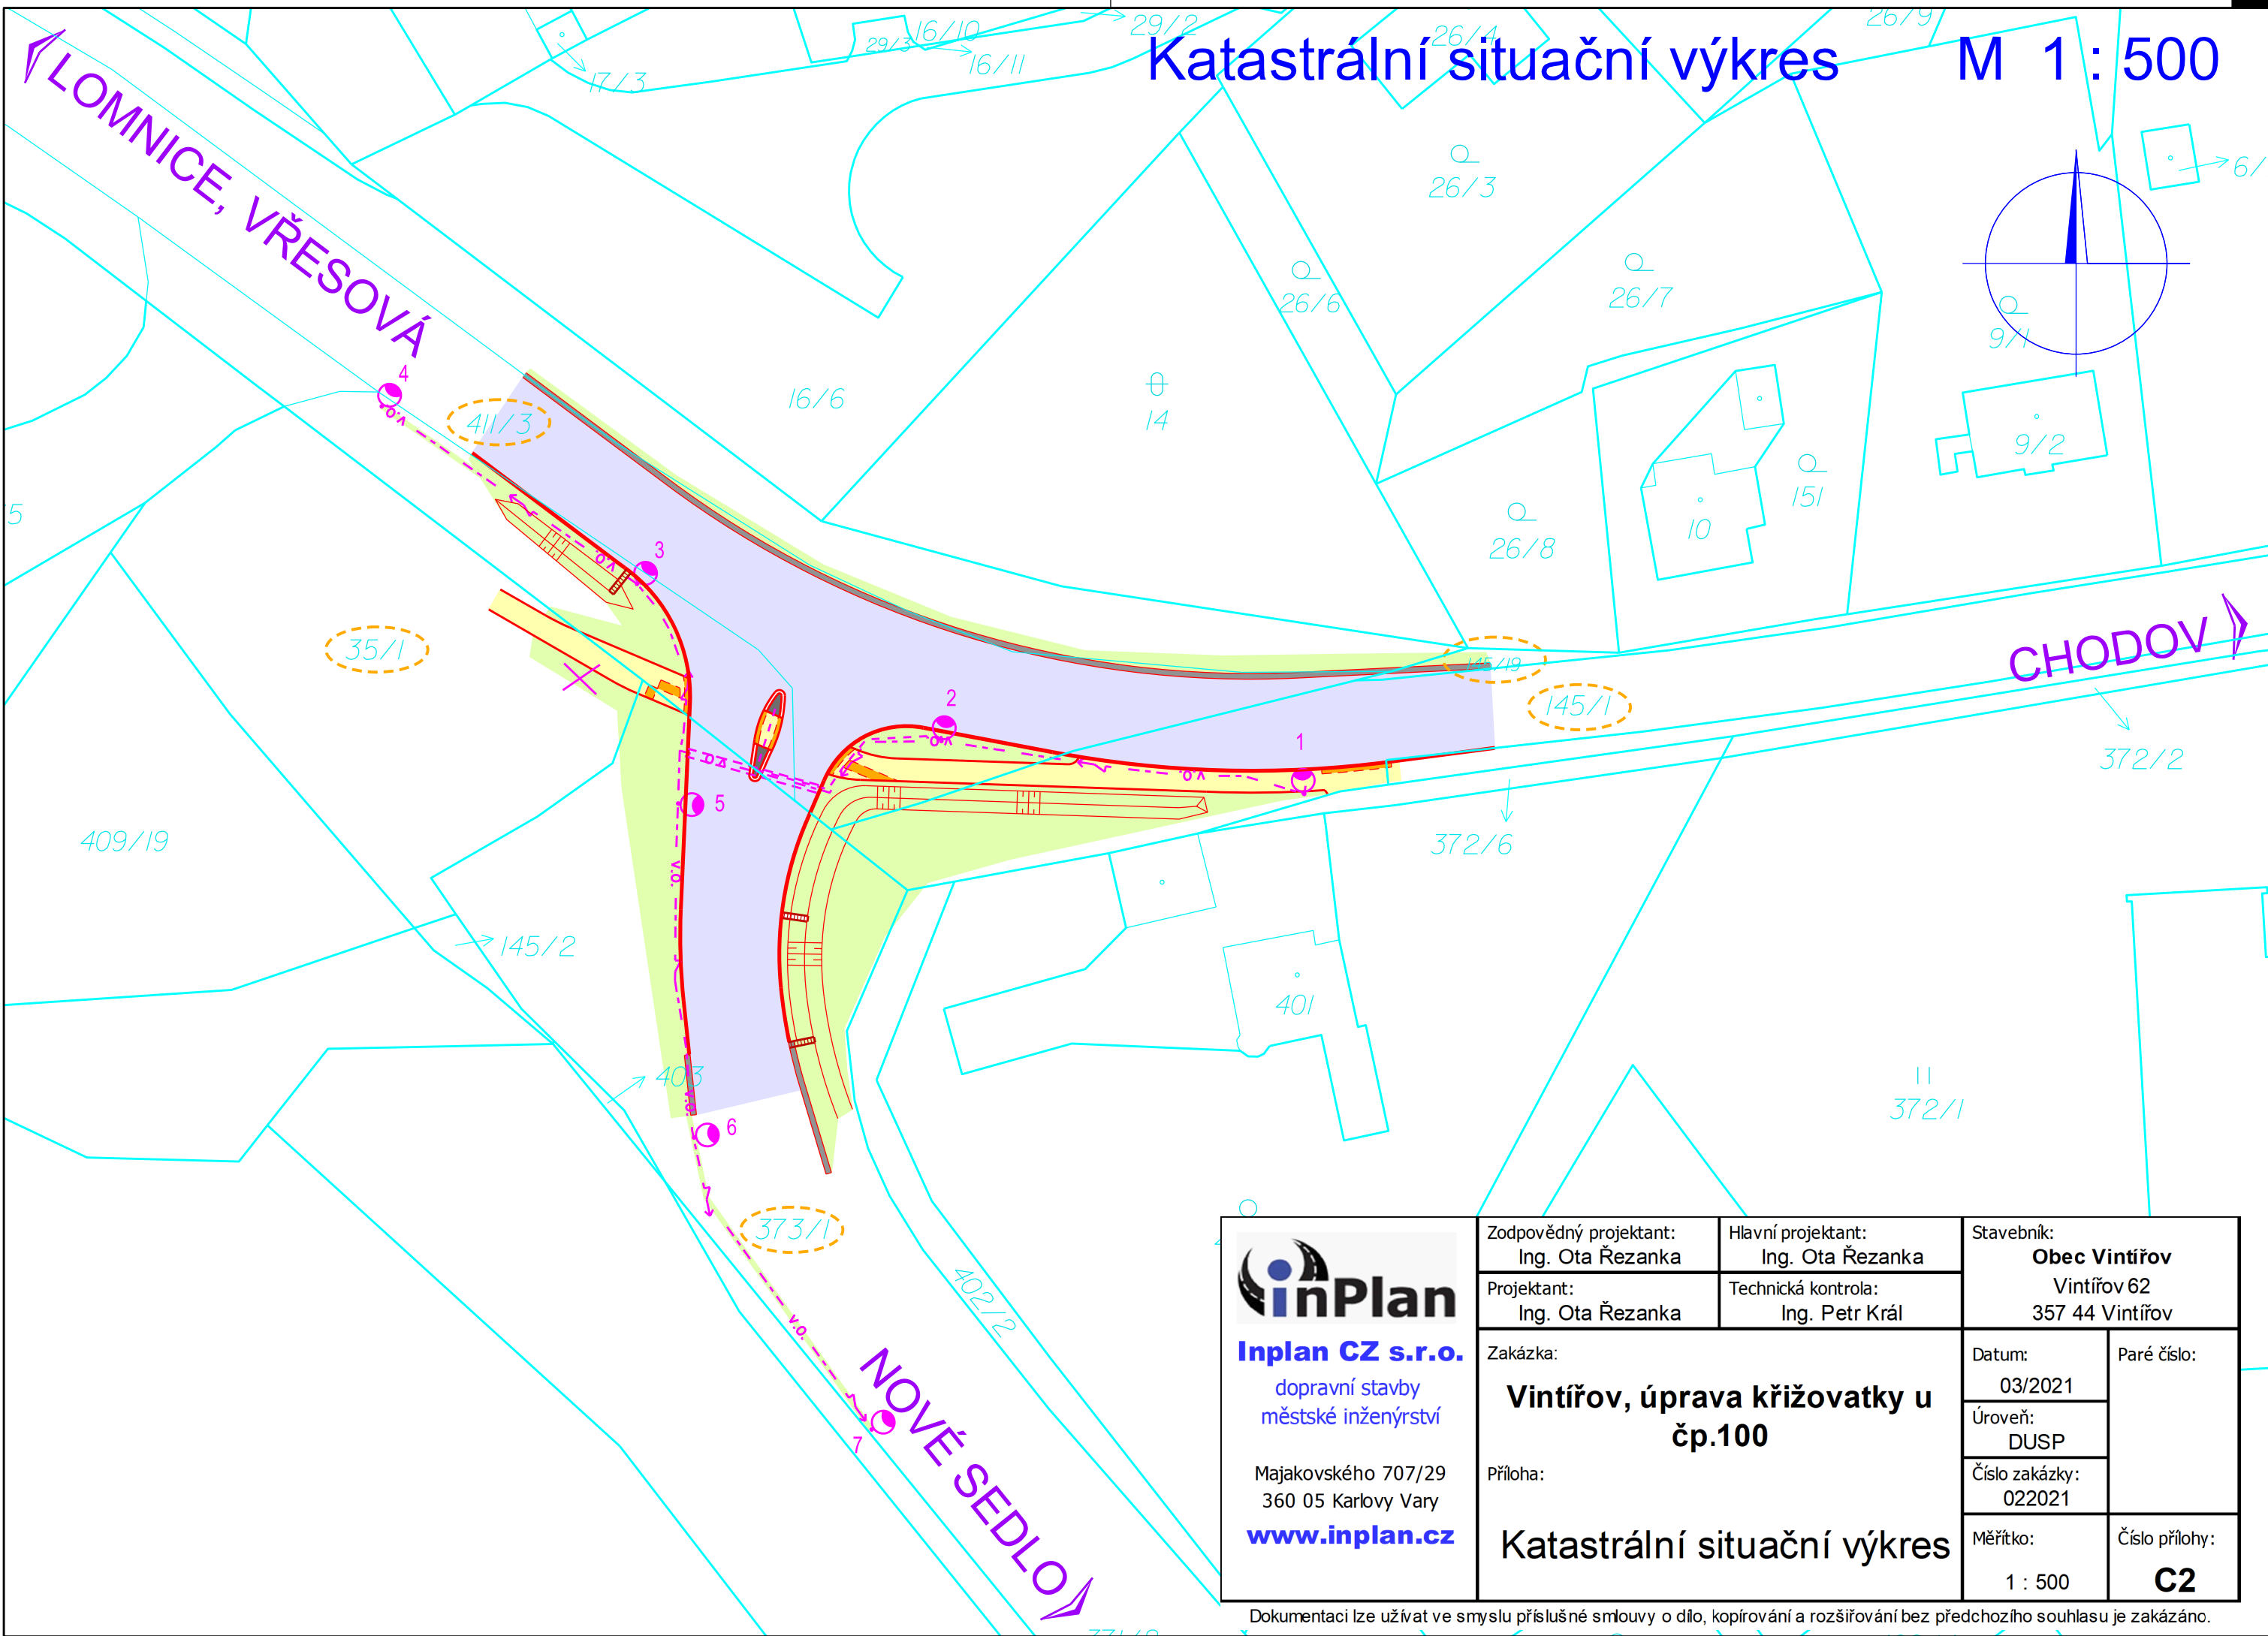 29/2
16/10
29/3
16/11
17/3
26/4
26/9
Katastrální situační výkres M 1 : 500
LOMNICE, VŘESOVÁ
26/3
26/6
26/7
9/1
4
v.o.
411/3
16/6
14
10
151
9/2
26/8
3
v.o.
35/1
145/19
145/1
CHODOV
372/2
2
v.o.
1
v.o.
5
v.o.
372/6
409/19
145/2
401
403
v.o.
6
372/1
373/1
402/2
v.o.
7
NOVÉ SEDLO
inPlan
Inplan CZ s.r.o.
dopravní stavby
městské inženýrství
Majakovského 707/29
360 05 Karlovy Vary
www.inplan.cz
Zodpovědný projektant:
Ing. Ota Řezanka
Hlavní projektant:
Ing. Ota Řezanka
Projektant:
Ing. Ota Řezanka
Technická kontrola:
Ing. Petr Král
Stavebník:
Obec Vintířov
Vintířov 62
357 44 Vintířov
Zakázka:
Vintířov, úprava křižovatky u
čp.100
Příloha:
Katastrální situační výkres
Datum:
03/2021
Paré číslo:
Úroveň:
DUSP
Číslo zakázky:
022021
Měřítko:
1 : 500
Číslo přílohy:
C2
Dokumentaci lze užívat ve smyslu příslušné smlouvy o dílo, kopírování a rozšiřování bez předchozího souhlasu je zakázáno.